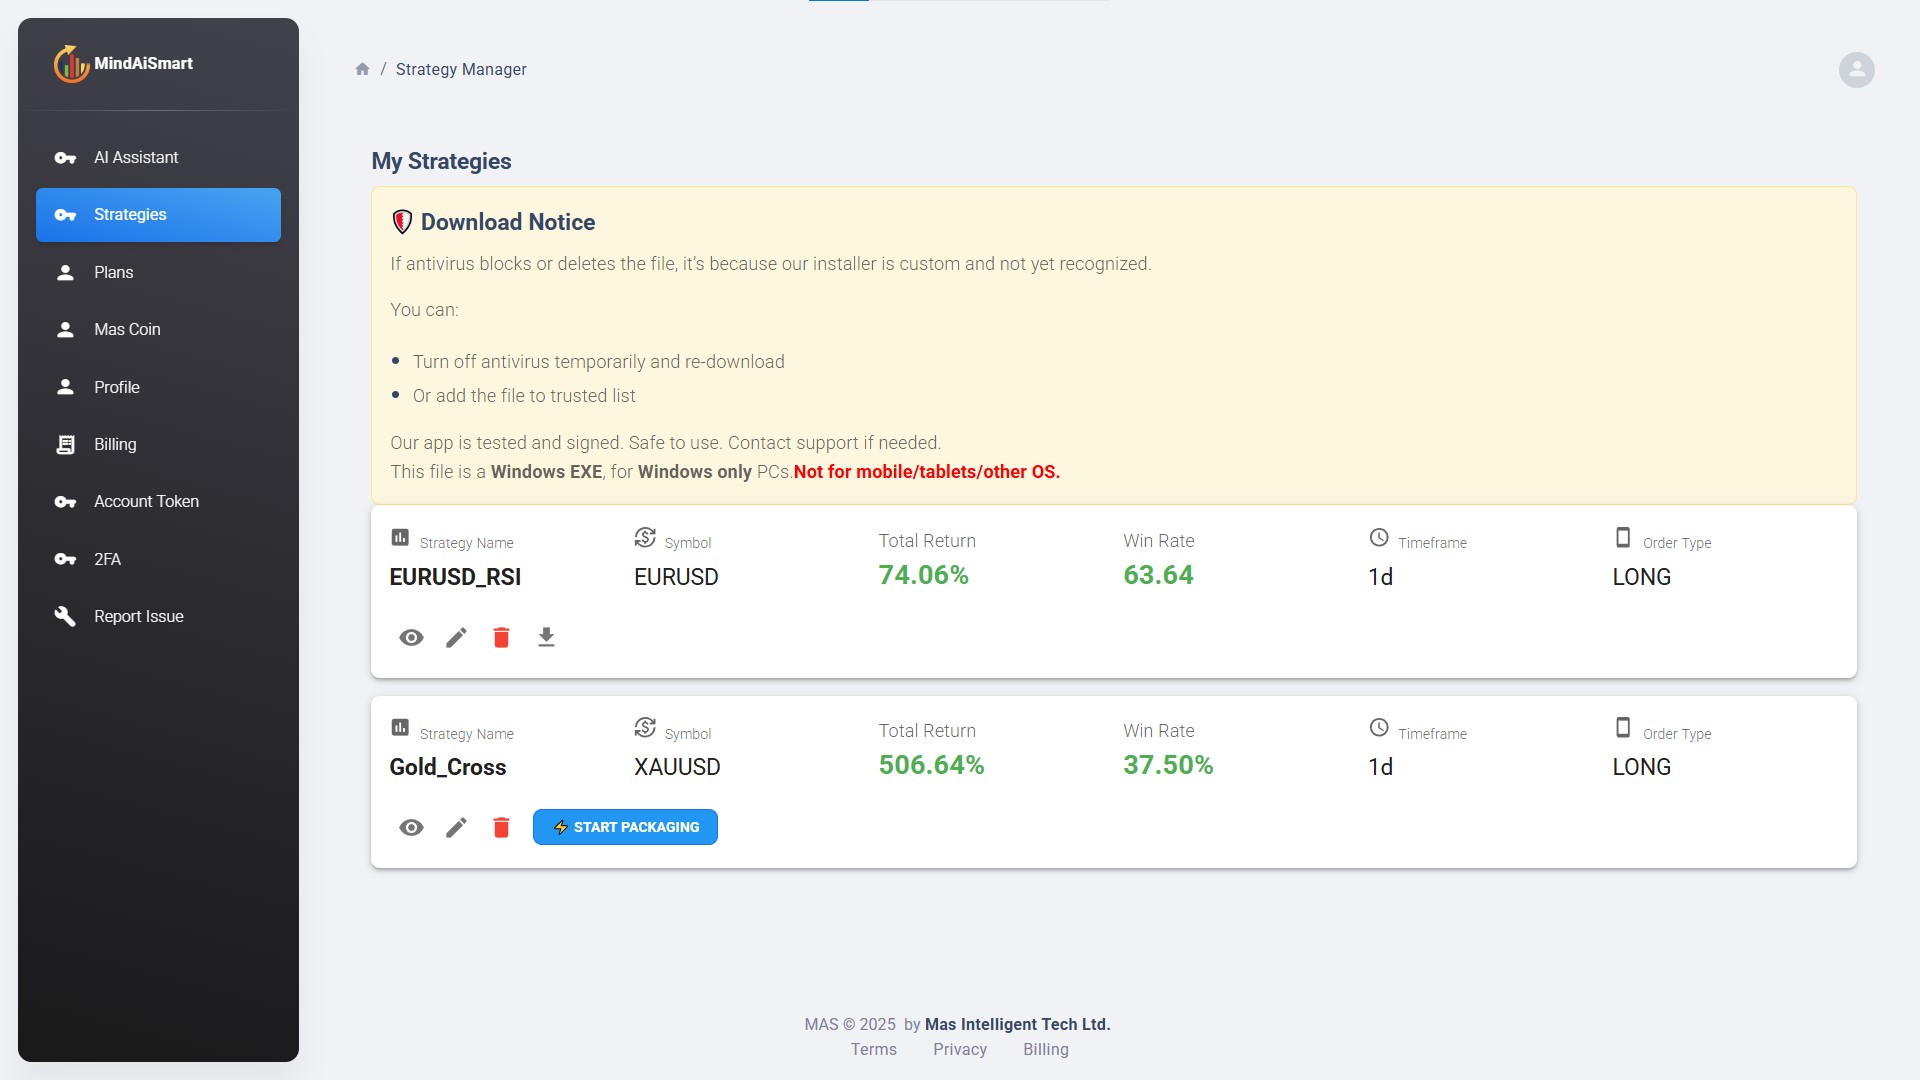 MindAiSmart
/ Strategy Manager
AI Assistant
Strategies
Plans
Mas Coin
Profile
Billing
Account Token
2FA
Report Issue
My Strategies
Download Notice
If antivirus blocks or deletes the file, it’s because our installer is custom and not yet recognized.
You can:
Turn off antivirus temporarily and re-download
Or add the file to trusted list
Our app is tested and signed. Safe to use. Contact support if needed.
This file is a Windows EXE, for Windows only PCs.Not for mobile/tablets/other OS.
Strategy Name Symbol Total Return Win Rate Timeframe Order Type
EURUSD_RSI EURUSD 74.06% 63.64 1d LONG
Strategy Name Symbol Total Return Win Rate Timeframe Order Type
Gold_Cross XAUUSD 506.64% 37.50% 1d LONG
START PACKAGING
MAS © 2025 by Mas Intelligent Tech Ltd.
Terms Privacy Billing